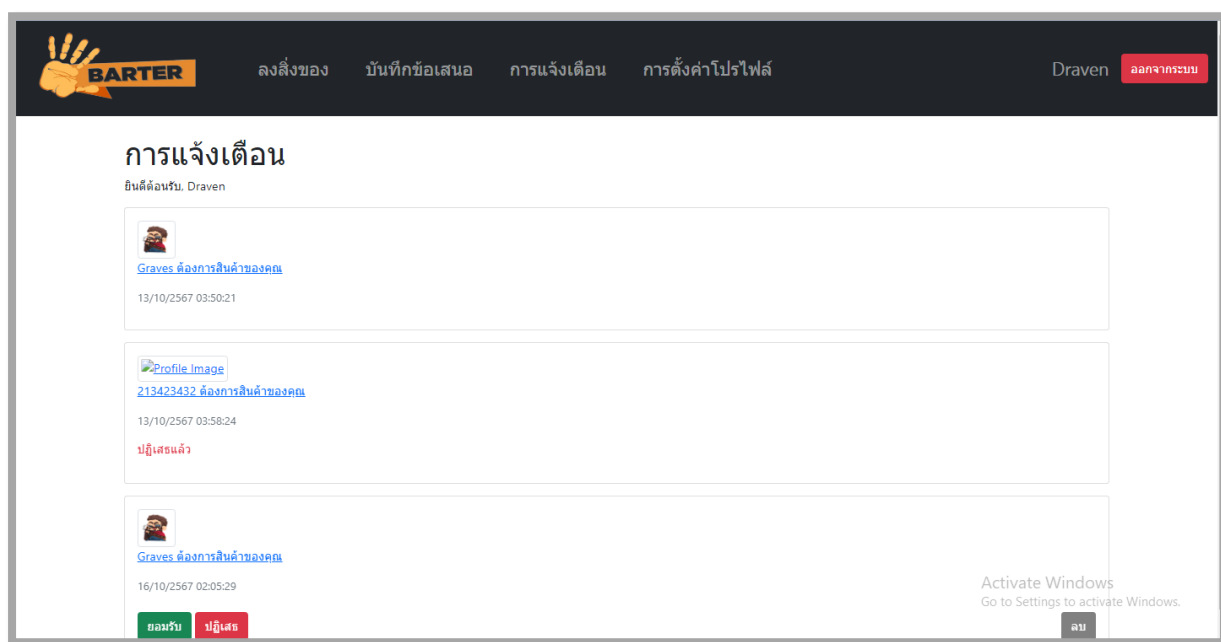 BARTER
ลงสิ่งของ บันทึกข้อเสนอ การแจ้งเตือน การตั้งค่าโปรไฟล์ Draven ออกจากระบบ
การแจ้งเตือน
ยินดีต้อนรับ, Draven
Graves ต้องการสินค้าของคุณ
13/10/2567 03:50:21
Profile Image
213423432 ต้องการสินค้าของคุณ
13/10/2567 03:58:24
ปฏิเสธแล้ว
Graves ต้องการสินค้าของคุณ
16/10/2567 02:05:29
ยอมรับ ปฏิเสธ ลบ
Activate Windows
Go to Settings to activate Windows.